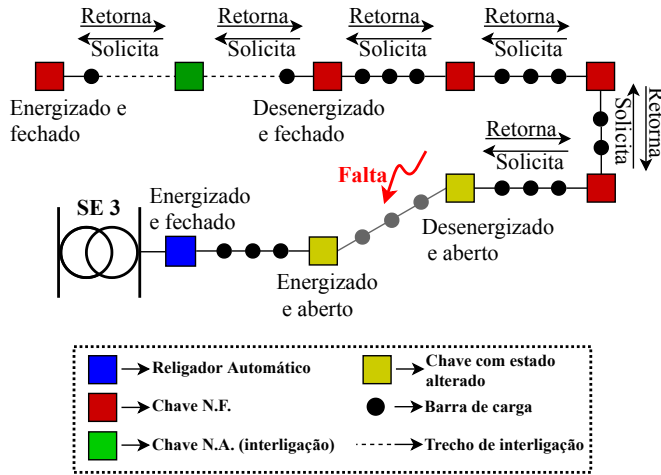 Retorna
Solicita
Retorna
Solicita
Retorna
Solicita
Retorna
Solicita
Energizado e
fechado
Desenergizado
e fechado
Retorna
Solicita
Retorna
Solicita
Falta
SE 3
Energizado
e fechado
Desenergizado
e aberto
Energizado
e aberto
Religador Automático
Chave com estado
alterado
Chave N.F.
Barra de carga
Chave N.A. (interligação)
Trecho de interligação